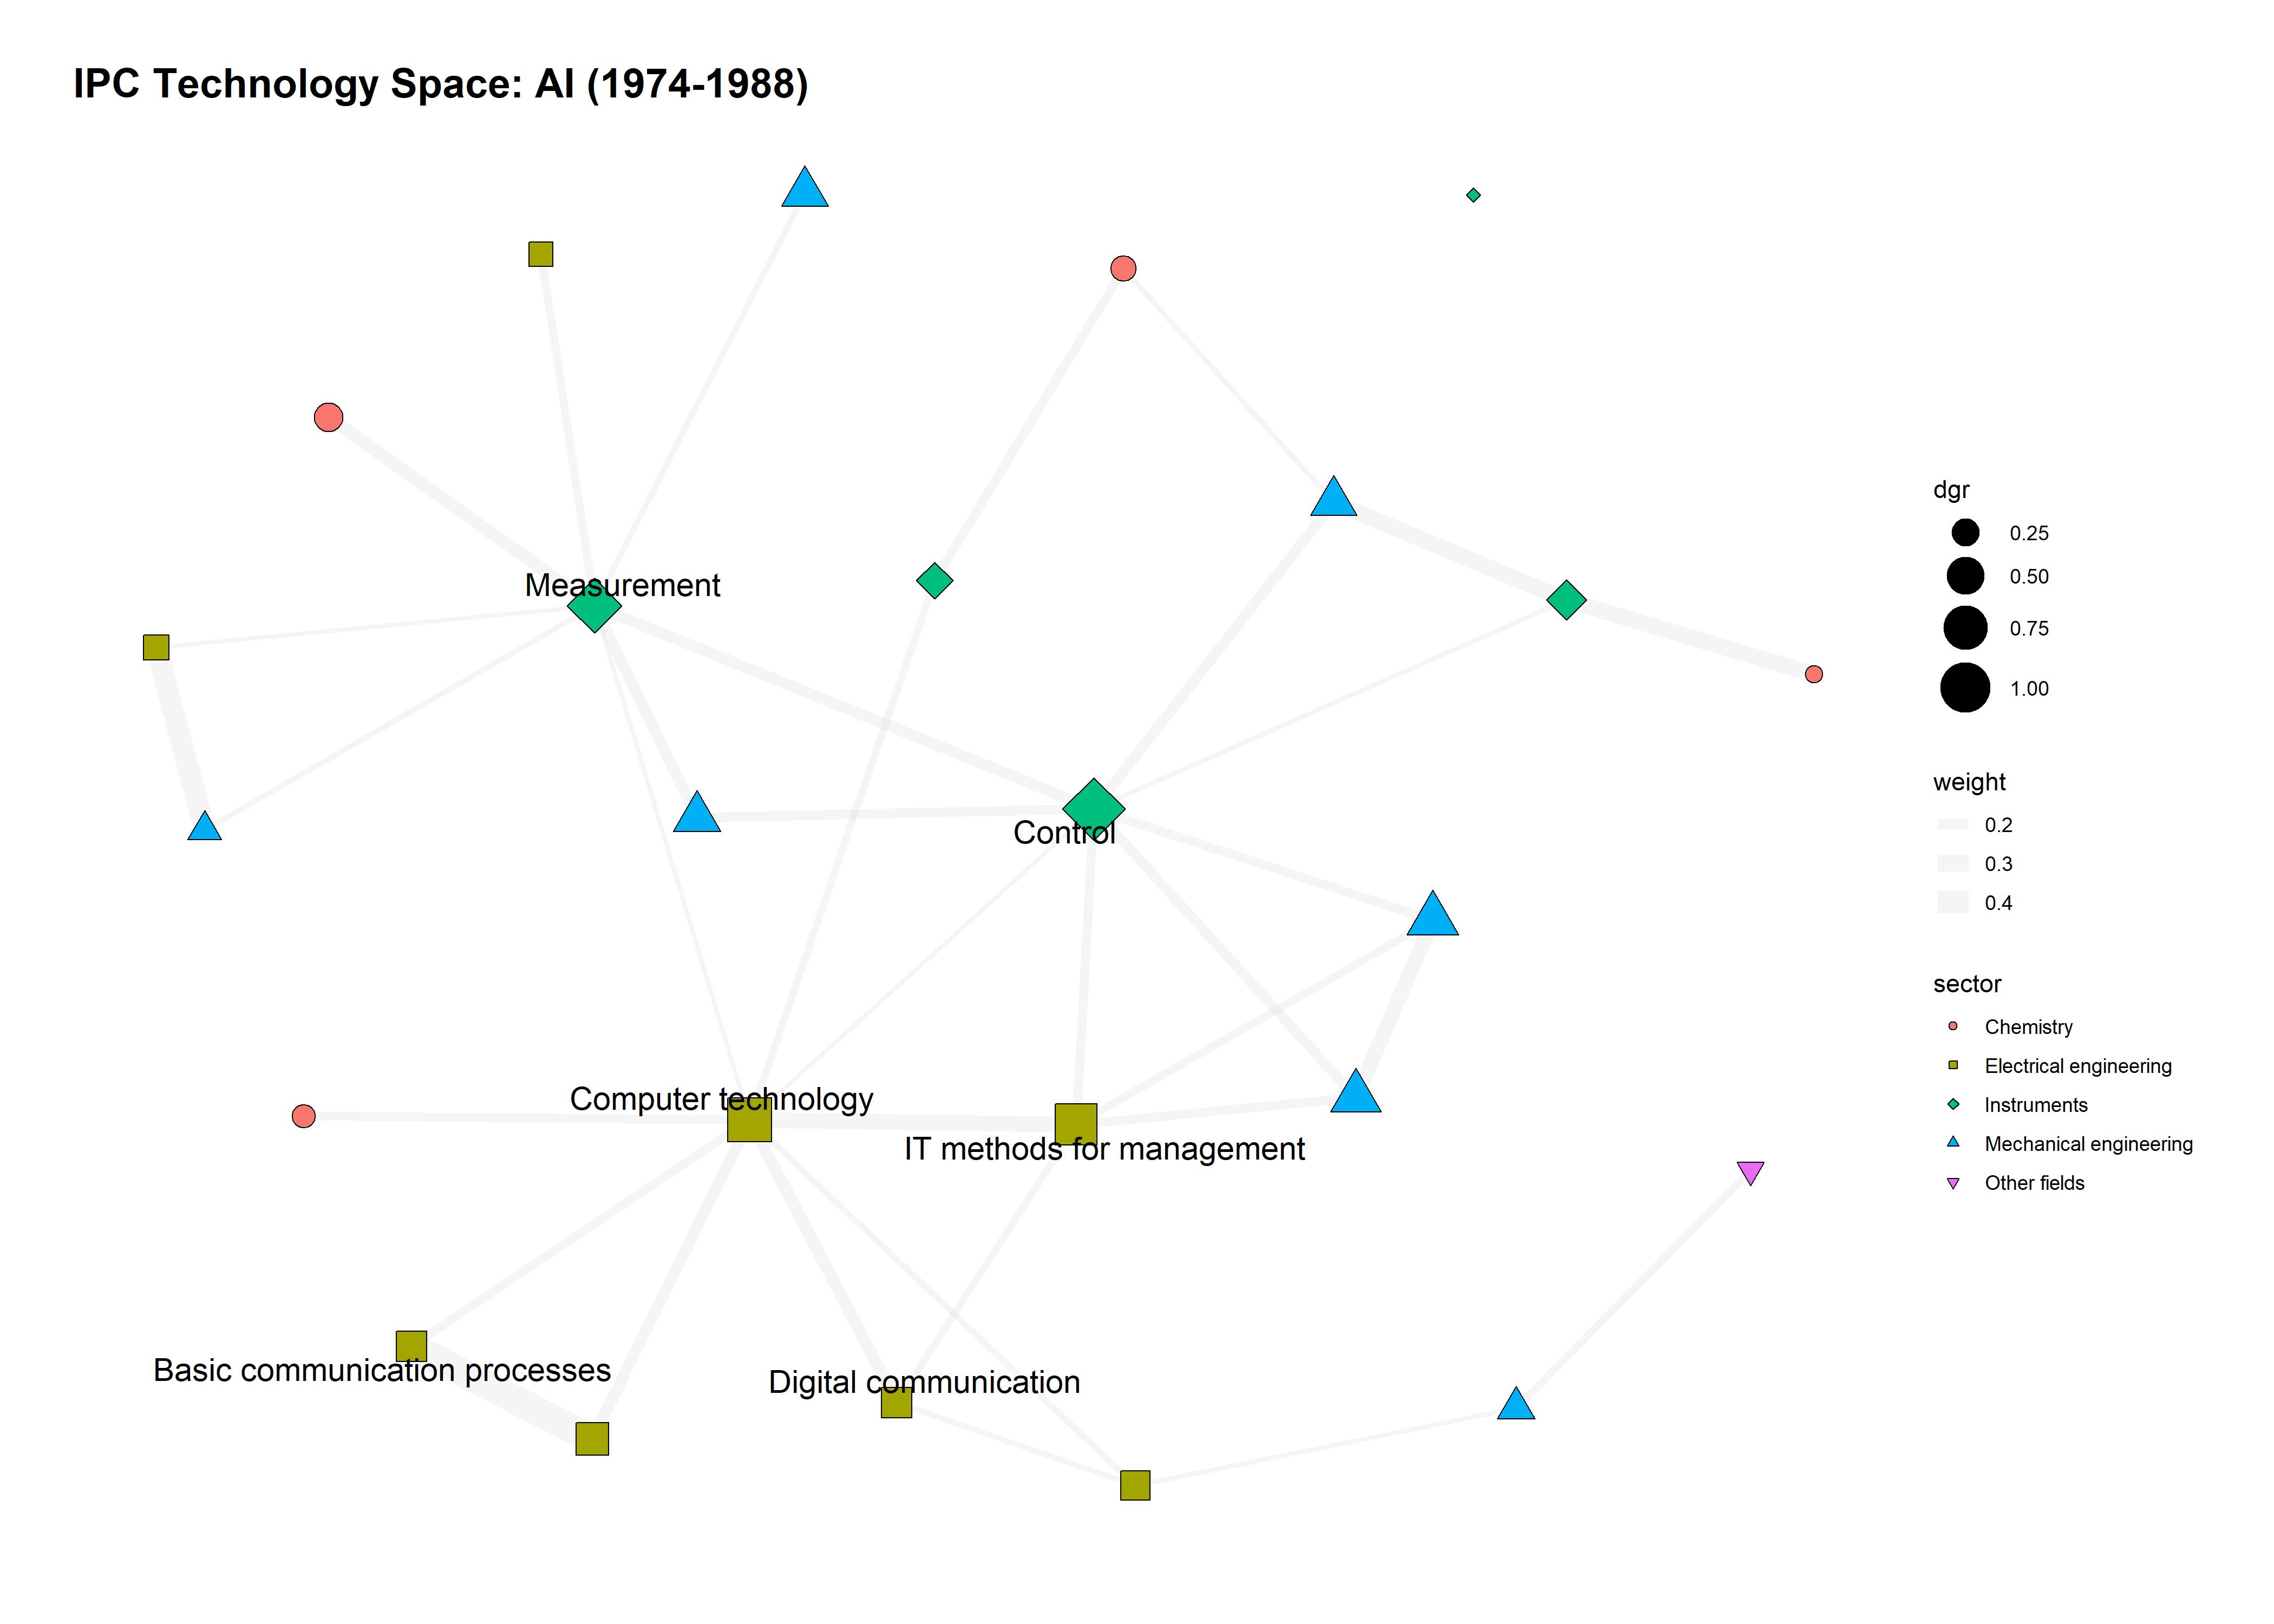 IPC Technology Space: AI (1974-1988)
Measurement
Control
Computer technology
IT methods for management
Basic communication processes
Digital communication
dgr
0.25
0.50
0.75
1.00
weight
0.2
0.3
0.4
sector
Chemistry
Electrical engineering
Instruments
Mechanical engineering
Other fields